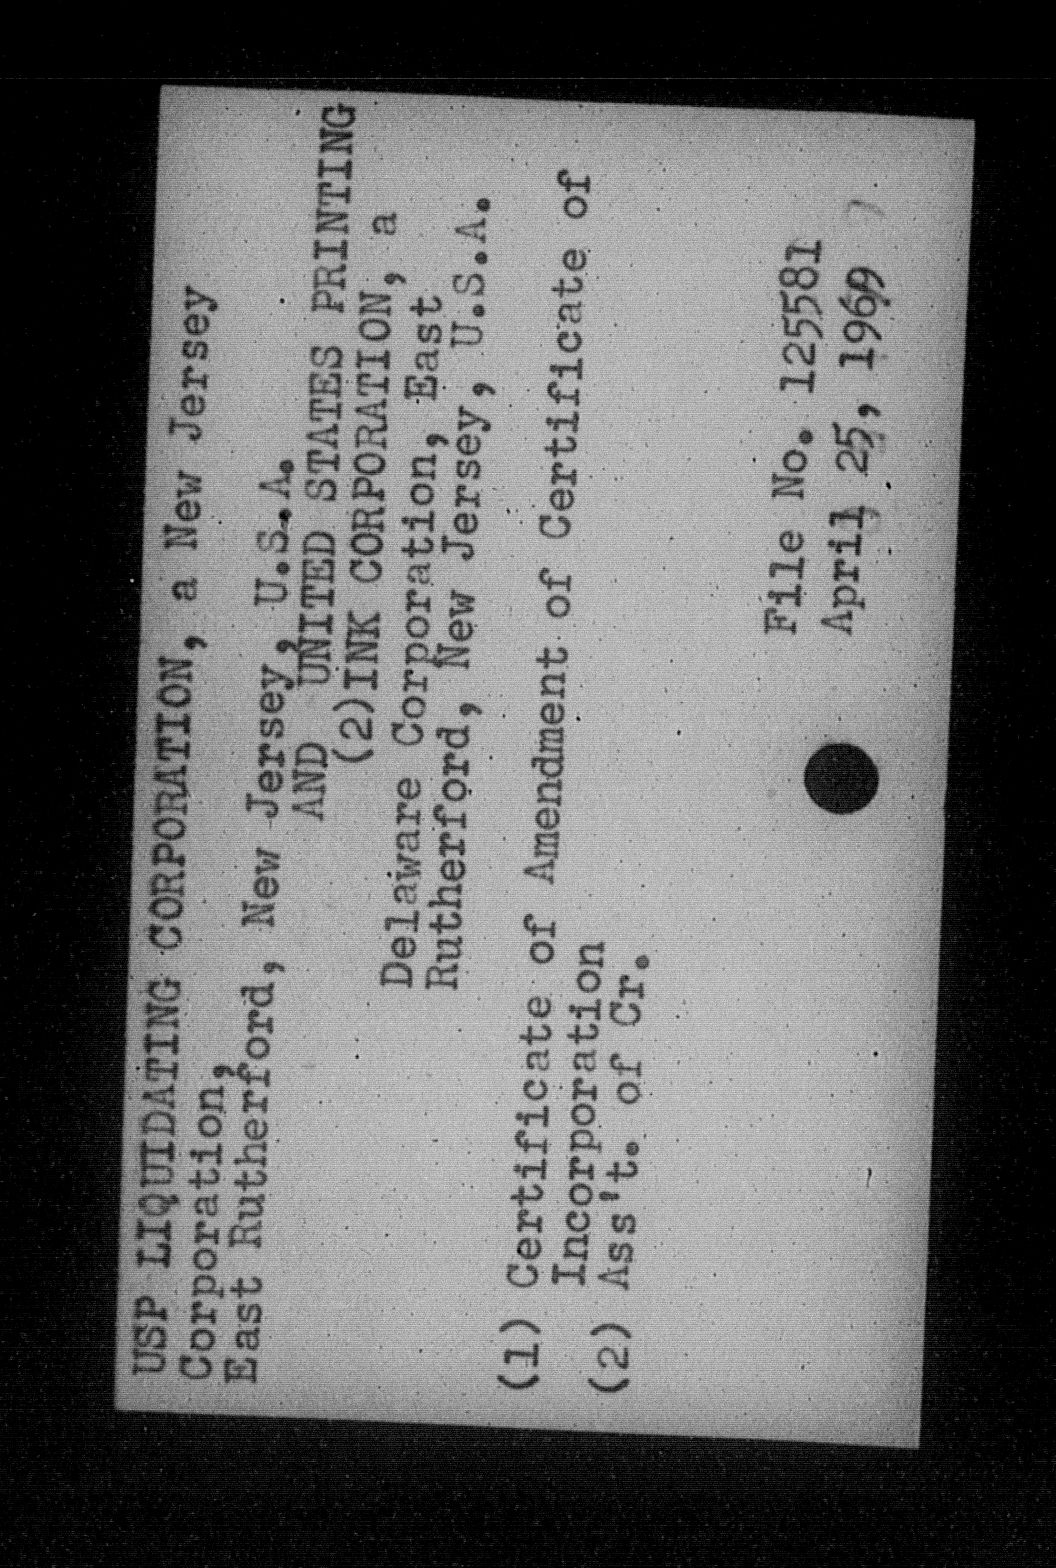 USP LIQUIDATING CORPORATION, a New Jersey
Corporation,
East Rutherford, New Jersey, U.S.A.
AND UNITED STATES PRINTING
(2)INK CORPORATION, a
Delaware Corporation, East
Rutherford, New Jersey, U.S.A.
(1) Certificate of Amendment of Certificate of
Incorporation
(2) Ass't. of Cr.
File No. 125581
April 25, 1969